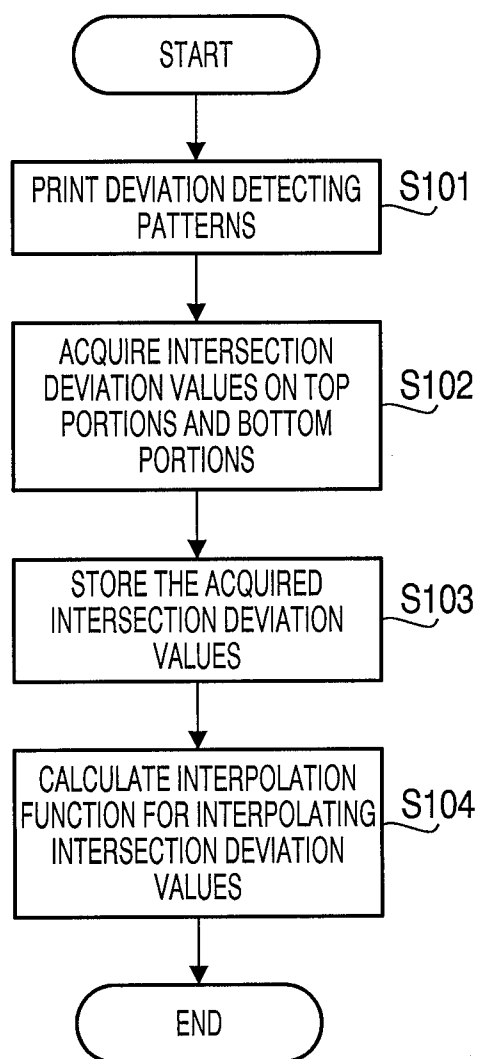 START
PRINT DEVIATION DETECTING
PATTERNS
S101
ACQUIRE INTERSECTION
DEVIATION VALUES ON TOP
PORTIONS AND BOTTOM
PORTIONS
S102
STORE THE ACQUIRED
INTERSECTION DEVIATION
VALUES
S103
CALCULATE INTERPOLATION
FUNCTION FOR INTERPOLATING
INTERSECTION DEVIATION
VALUES
S104
END